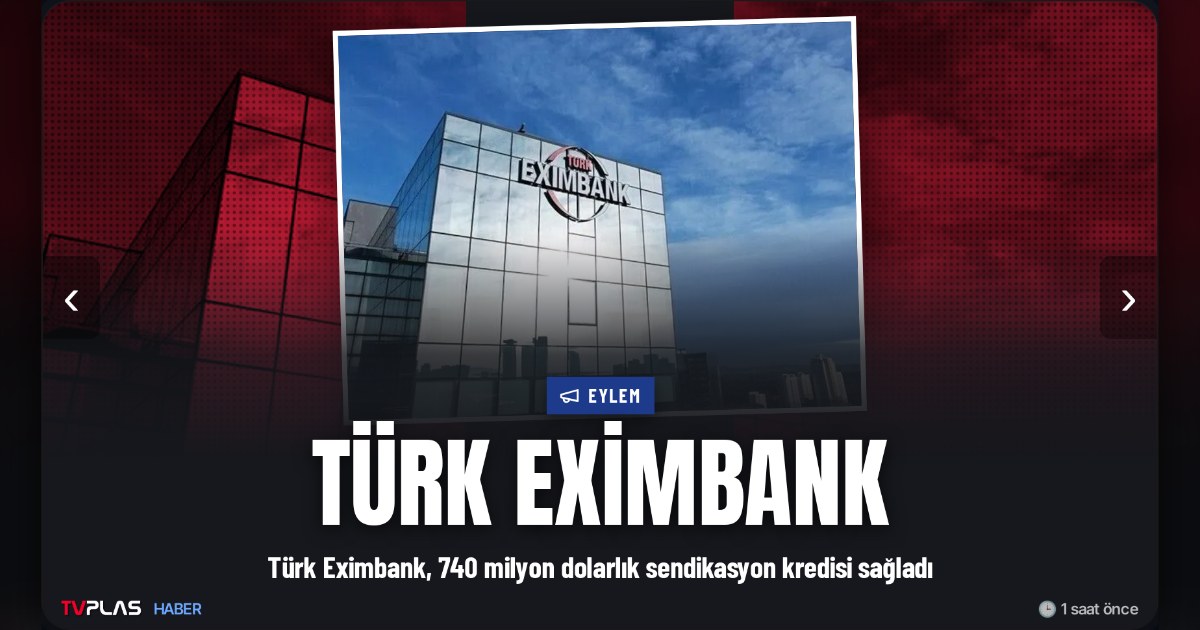 TÜRK
EXIMBANK
EYLEM
TÜRK EXİMBANK
Türk Eximbank, 740 milyon dolarlık sendikasyon kredisi sağladı
TVPLAS HABER
1 saat önce